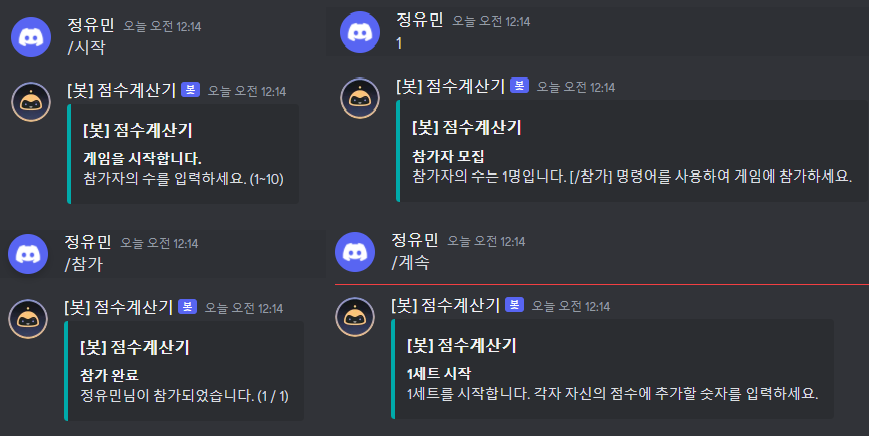 정유민 오늘 오전 12:14
/시작
[봇] 점수계산기 봇 오늘 오전 12:14
[봇] 점수계산기
게임을 시작합니다.
참가자의 수를 입력하세요. (1~10)
정유민 오늘 오전 12:14
1
[봇] 점수계산기 봇 오늘 오전 12:14
[봇] 점수계산기
참가자 모집
참가자의 수는 1명입니다. [/참가] 명령어를 사용하여 게임에 참가하세요.
정유민 오늘 오전 12:14
/참가
[봇] 점수계산기 봇 오늘 오전 12:14
[봇] 점수계산기
참가 완료
정유민님이 참가되었습니다. (1 / 1)
정유민 오늘 오전 12:14
/계속
[봇] 점수계산기 봇 오늘 오전 12:14
[봇] 점수계산기
1세트 시작
1세트를 시작합니다. 각자 자신의 점수에 추가할 숫자를 입력하세요.